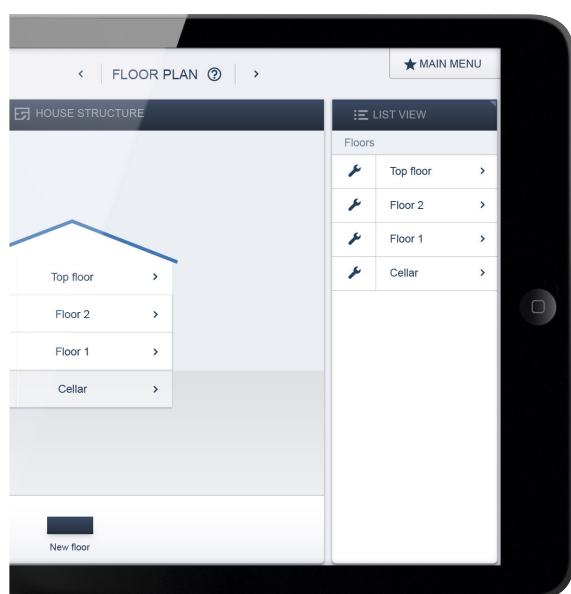 FLOOR PLAN ?
MAIN MENU
HOUSE STRUCTURE
Top floor
Floor 2
Floor 1
Cellar
New floor
LIST VIEW
Floors
Top floor
Floor 2
Floor 1
Cellar